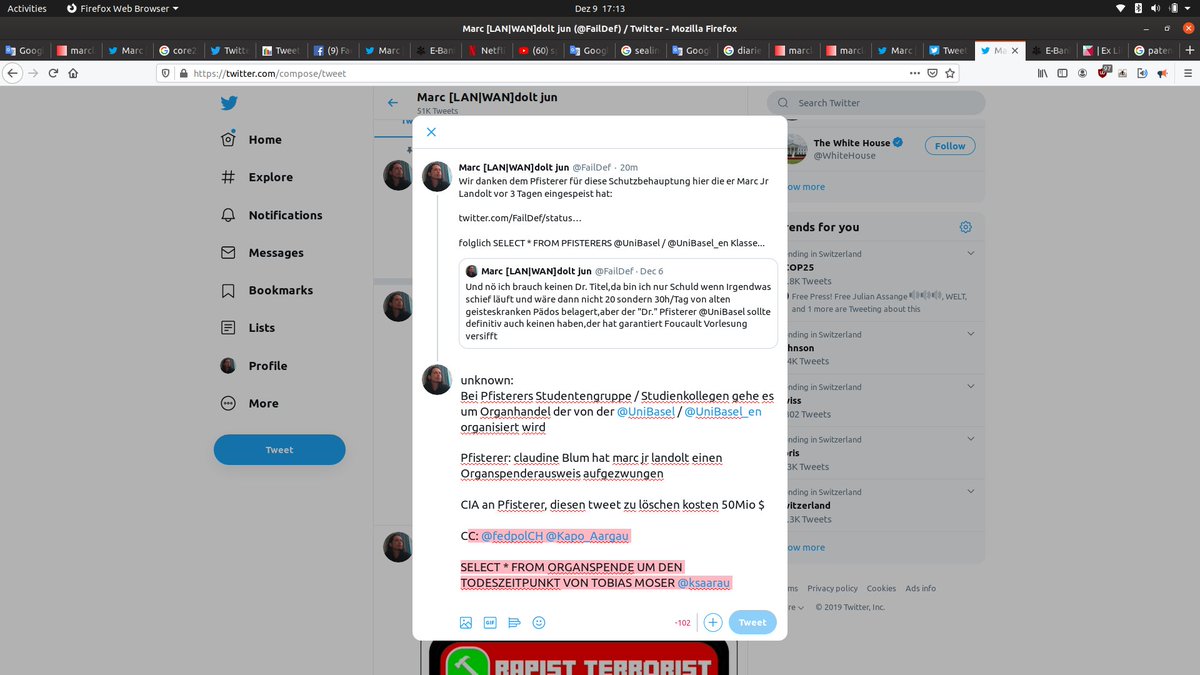 Activities
Firefox Web Browser
Dez 9 17:13
Marc [LAN|WAN]dolt jun (@FailDef) / Twitter - Mozilla Firefox
Googl
marcl
Marc
core2
Twitt
Tweet
(9) Fa
Marc
E-Ban
Netfl
(60) s
Googl
sealin
Googl
diarie
marcl
marcl
Marc
Tweet
Ma
E-Ban
Ex Li
paten
https://twitter.com/compose/tweet
Marc [LAN|WAN]dolt jun
51K Tweets
Search Twitter
Home
Explore
Notifications
Messages
Bookmarks
Lists
Profile
More
Tweet
Marc [LAN|WAN]dolt jun @FailDef · 20m
Wir danken dem Pfisterer für diese Schutzbehauptung hier die er Marc Jr
Landolt vor 3 Tagen eingespeist hat:
twitter.com/FailDef/status…
folglich SELECT * FROM PFISTERERS @UniBasel / @UniBasel_en Klasse...
Marc [LAN|WAN]dolt jun @FailDef · Dec 6
Und nö ich brauch keinen Dr. Titel,da bin ich nur Schuld wenn Irgendwas
schief läuft und wäre dann nicht 20 sondern 30h/Tag von alten
geisteskranken Pädos belagert,aber der "Dr." Pfisterer @UniBasel sollte
definitiv auch keinen haben,der hat garantiert Foucault Vorlesung
versifft
unknown:
Bei Pfisterers Studentengruppe / Studienkollegen gehe es
um Organhandel der von der @UniBasel / @UniBasel_en
organisiert wird
Pfisterer: claudine Blum hat marc jr landolt einen
Organspenderausweis aufgezwungen
CIA an Pfisterer, diesen tweet zu löschen kosten 50Mio $
CC: @fedpolCH @Kapo_Aargau
SELECT * FROM ORGANSPENDE UM DEN
TODESZEITPUNKT VON TOBIAS MOSER @ksaarau
GIF
-102
Tweet
The White House
@WhiteHouse
Follow
ow more
ends for you
nding in Switzerland
COP25
.8K Tweets
Free Press! Free Julian Assange, WELT,
and 1 more are Tweeting about this
nding in Switzerland
hnson
4K Tweets
nding in Switzerland
viss
102 Tweets
nding in Switzerland
oris
3K Tweets
nding in Switzerland
vitzerland
.3K Tweets
ow more
ms Privacy policy Cookies Ads info
re © 2019 Twitter, Inc.
RAPIST TERRORIST